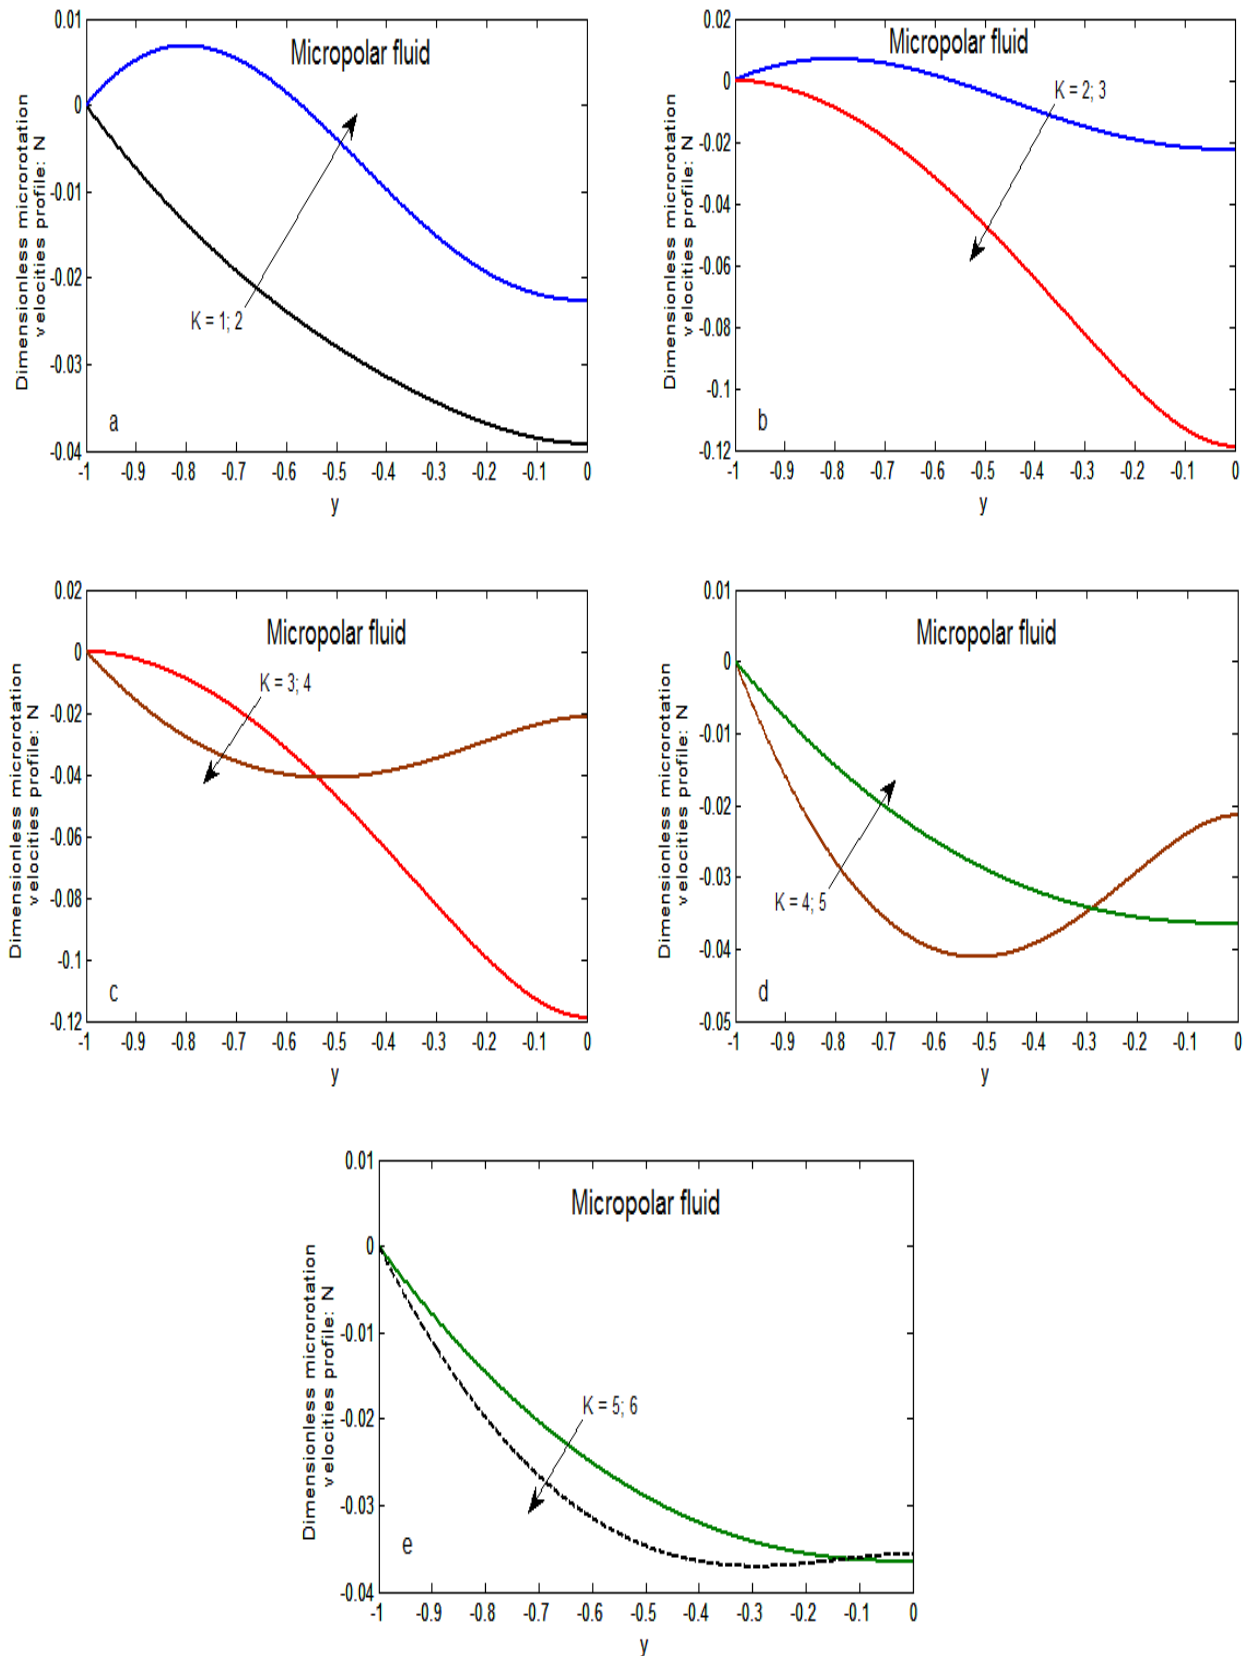 Micropolar fluid
Dimensionless microrotation
velocities profile: N
0.01
0
-0.01
-0.02
-0.03
-0.04
K = 1; 2
a
-1 -0.9 -0.8 -0.7 -0.6 -0.5 -0.4 -0.3 -0.2 -0.1 0
y
Micropolar fluid
Dimensionless microrotation
velocities profile: N
0.02
0
-0.02
-0.04
-0.06
-0.08
-0.1
-0.12
K = 2; 3
b
-1 -0.9 -0.8 -0.7 -0.6 -0.5 -0.4 -0.3 -0.2 -0.1 0
y
Micropolar fluid
Dimensionless microrotation
velocities profile: N
0.02
0
-0.02
-0.04
-0.06
-0.08
-0.1
-0.12
K = 3; 4
c
-1 -0.9 -0.8 -0.7 -0.6 -0.5 -0.4 -0.3 -0.2 -0.1 0
y
Micropolar fluid
Dimensionless microrotation
velocities profile: N
0.01
0
-0.01
-0.02
-0.03
-0.04
-0.05
K = 4; 5
d
-1 -0.9 -0.8 -0.7 -0.6 -0.5 -0.4 -0.3 -0.2 -0.1 0
y
Micropolar fluid
Dimensionless microrotation
velocities profile: N
0.01
0
-0.01
-0.02
-0.03
-0.04
K = 5; 6
e
-1 -0.9 -0.8 -0.7 -0.6 -0.5 -0.4 -0.3 -0.2 -0.1 0
y